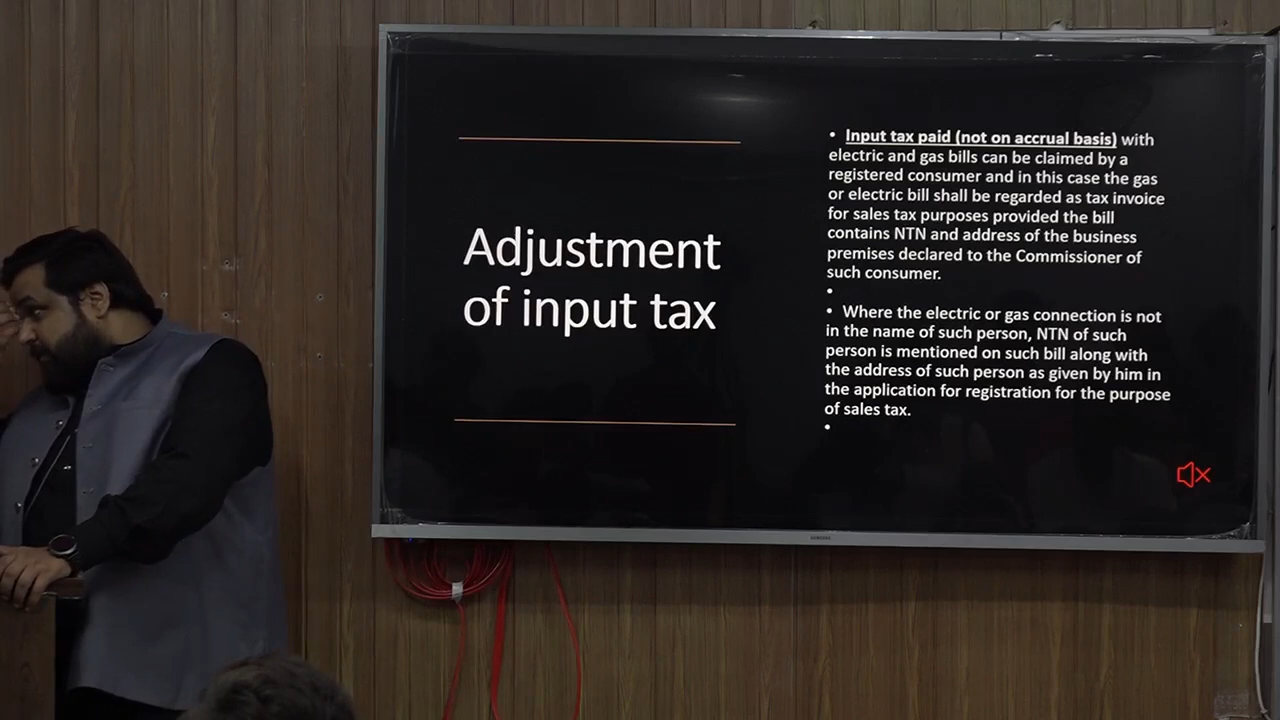 Adjustment
of input tax
• Input tax paid (not on accrual basis) with
electric and gas bills can be claimed by a
registered consumer and in this case the gas
or electric bill shall be regarded as tax invoice
for sales tax purposes provided the bill
contains NTN and address of the business
premises declared to the Commissioner of
such consumer.
•
• Where the electric or gas connection is not
in the name of such person, NTN of such
person is mentioned on such bill along with
the address of such person as given by him in
the application for registration for the purpose
of sales tax.
•
SAMSUNG